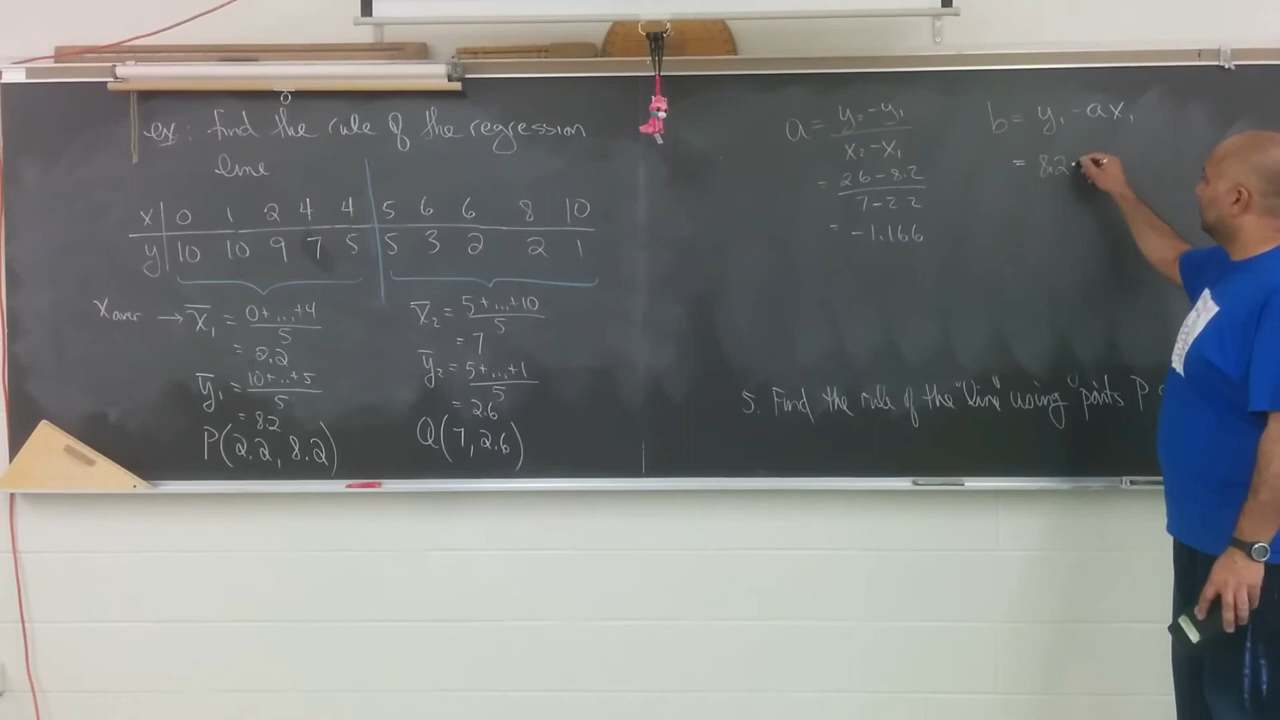 ex: find the rule of the regression
line
x | 0 1 2 4 4 | 5 6 6 8 10
y | 10 10 9 7 5 | 5 3 2 2 1
x aver → x̄₁ = (0+...+4)/5
= 2.2
ȳ₁ = (10+...+5)/5
= 8.2
P(2.2, 8.2)
x̄₂ = (5+...+10)/5
= 7
ȳ₂ = (5+...+1)/5
= 2.6
Q(7, 2.6)
a = (y₂-y₁)/(x₂-x₁)
= (2.6-8.2)/(7-2.2)
= -1.166
b = y₁-ax₁
= 8.2
5. Find the rule of the "line" using "points P